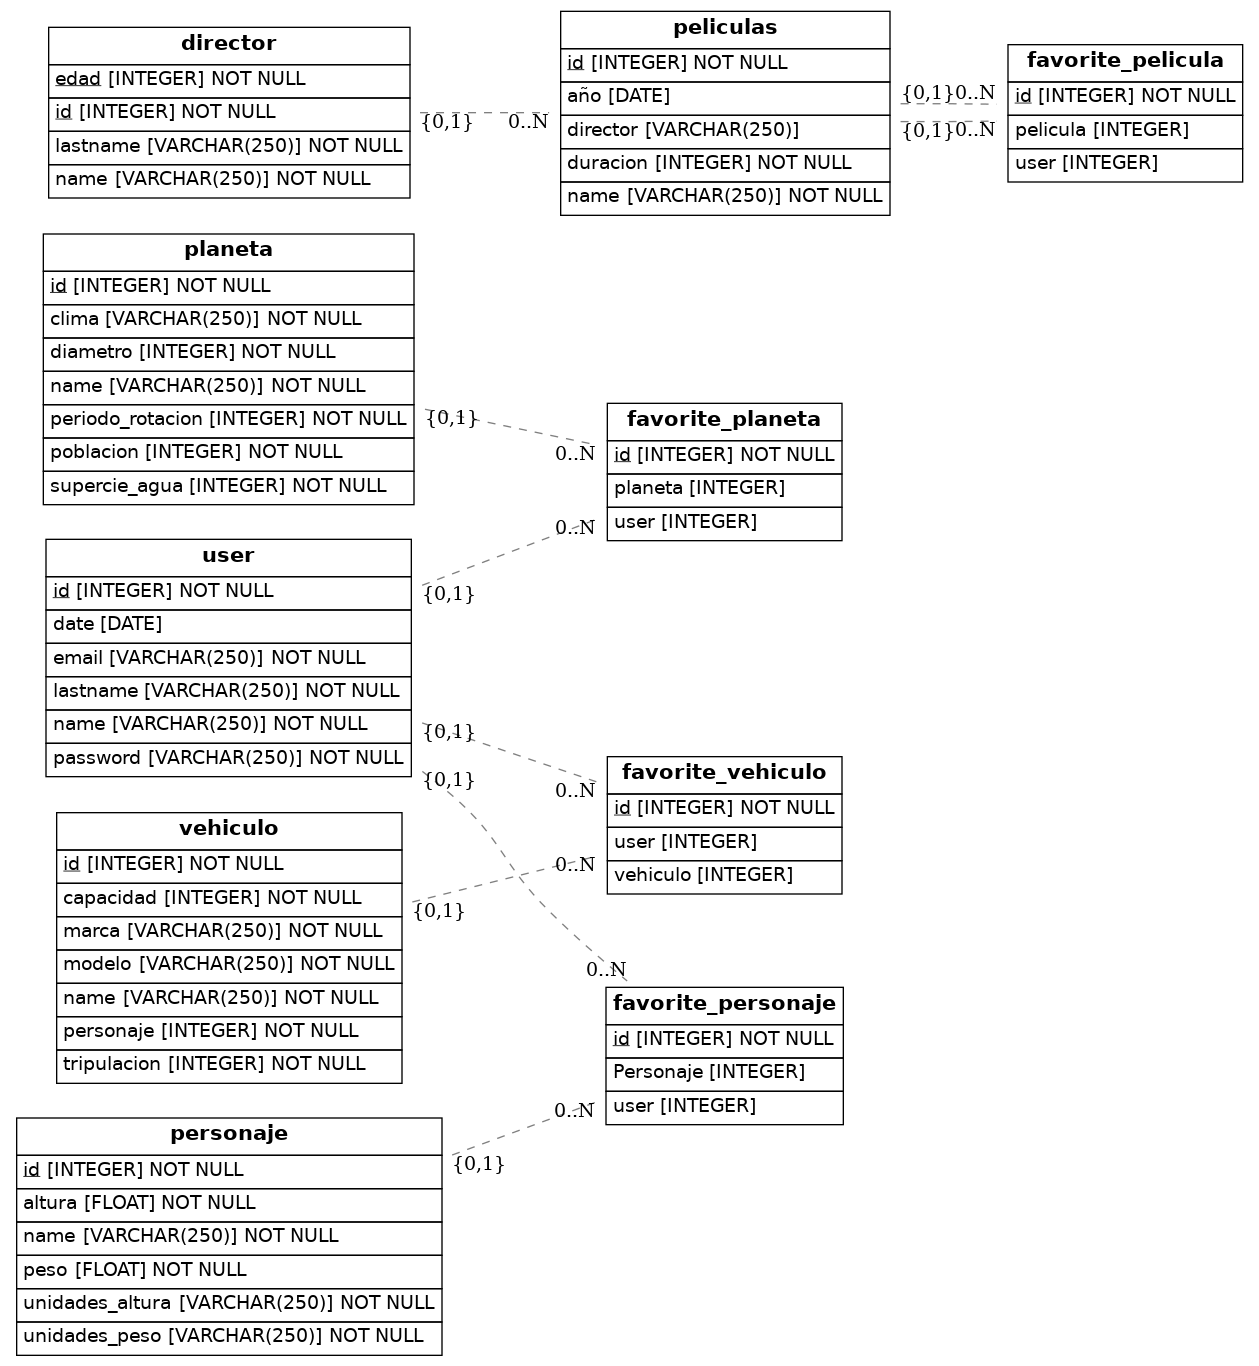 director
edad [INTEGER] NOT NULL
id [INTEGER] NOT NULL
lastname [VARCHAR(250)] NOT NULL
name [VARCHAR(250)] NOT NULL
{0,1}
0..N
peliculas
id [INTEGER] NOT NULL
año [DATE]
director [VARCHAR(250)]
duracion [INTEGER] NOT NULL
name [VARCHAR(250)] NOT NULL
{0,1}
0..N
{0,1}
0..N
favorite_pelicula
id [INTEGER] NOT NULL
pelicula [INTEGER]
user [INTEGER]
planeta
id [INTEGER] NOT NULL
clima [VARCHAR(250)] NOT NULL
diametro [INTEGER] NOT NULL
name [VARCHAR(250)] NOT NULL
periodo_rotacion [INTEGER] NOT NULL
poblacion [INTEGER] NOT NULL
supercie_agua [INTEGER] NOT NULL
{0,1}
0..N
favorite_planeta
id [INTEGER] NOT NULL
planeta [INTEGER]
user [INTEGER]
0..N
{0,1}
user
id [INTEGER] NOT NULL
date [DATE]
email [VARCHAR(250)] NOT NULL
lastname [VARCHAR(250)] NOT NULL
name [VARCHAR(250)] NOT NULL
password [VARCHAR(250)] NOT NULL
{0,1}
0..N
{0,1}
0..N
favorite_vehiculo
id [INTEGER] NOT NULL
user [INTEGER]
vehiculo [INTEGER]
vehiculo
id [INTEGER] NOT NULL
capacidad [INTEGER] NOT NULL
marca [VARCHAR(250)] NOT NULL
modelo [VARCHAR(250)] NOT NULL
name [VARCHAR(250)] NOT NULL
personaje [INTEGER] NOT NULL
tripulacion [INTEGER] NOT NULL
0..N
{0,1}
favorite_personaje
id [INTEGER] NOT NULL
Personaje [INTEGER]
user [INTEGER]
personaje
id [INTEGER] NOT NULL
altura [FLOAT] NOT NULL
name [VARCHAR(250)] NOT NULL
peso [FLOAT] NOT NULL
unidades_altura [VARCHAR(250)] NOT NULL
unidades_peso [VARCHAR(250)] NOT NULL
0..N
{0,1}